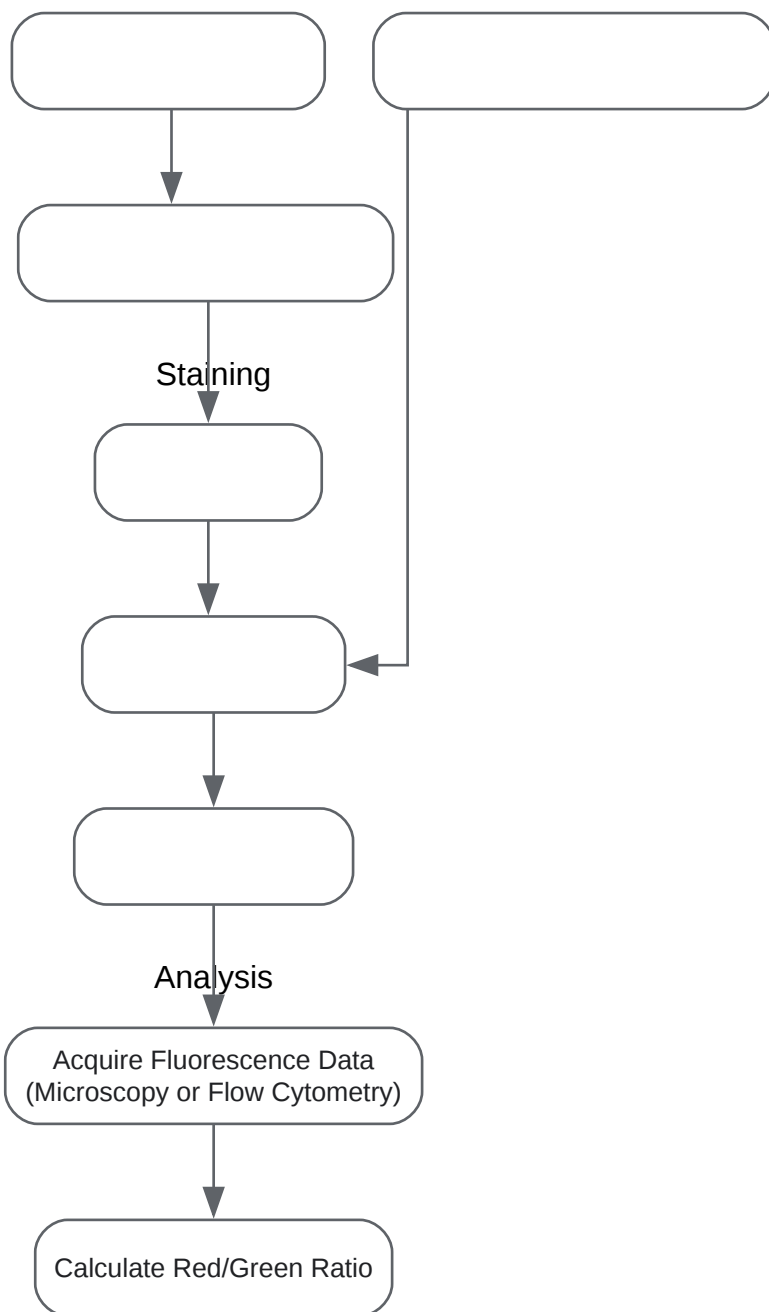 Staining
Analysis
Acquire Fluorescence Data
(Microscopy or Flow Cytometry)
Calculate Red/Green Ratio